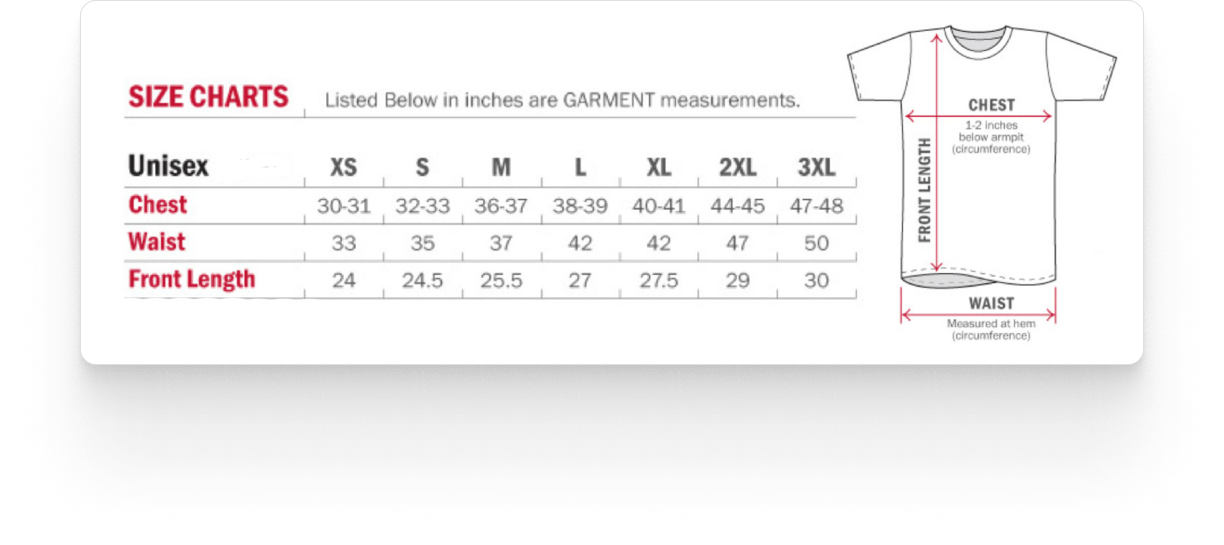 SIZE CHARTS Listed Below in inches are GARMENT measurements.
Unisex XS S M L XL 2XL 3XL
Chest 30-31 32-33 36-37 38-39 40-41 44-45 47-48
Waist 33 35 37 42 42 47 50
Front Length 24 24.5 25.5 27 27.5 29 30
CHEST
1-2 inches
below armpit
(circumference)
FRONT LENGTH
WAIST
Measured at hem
(circumference)